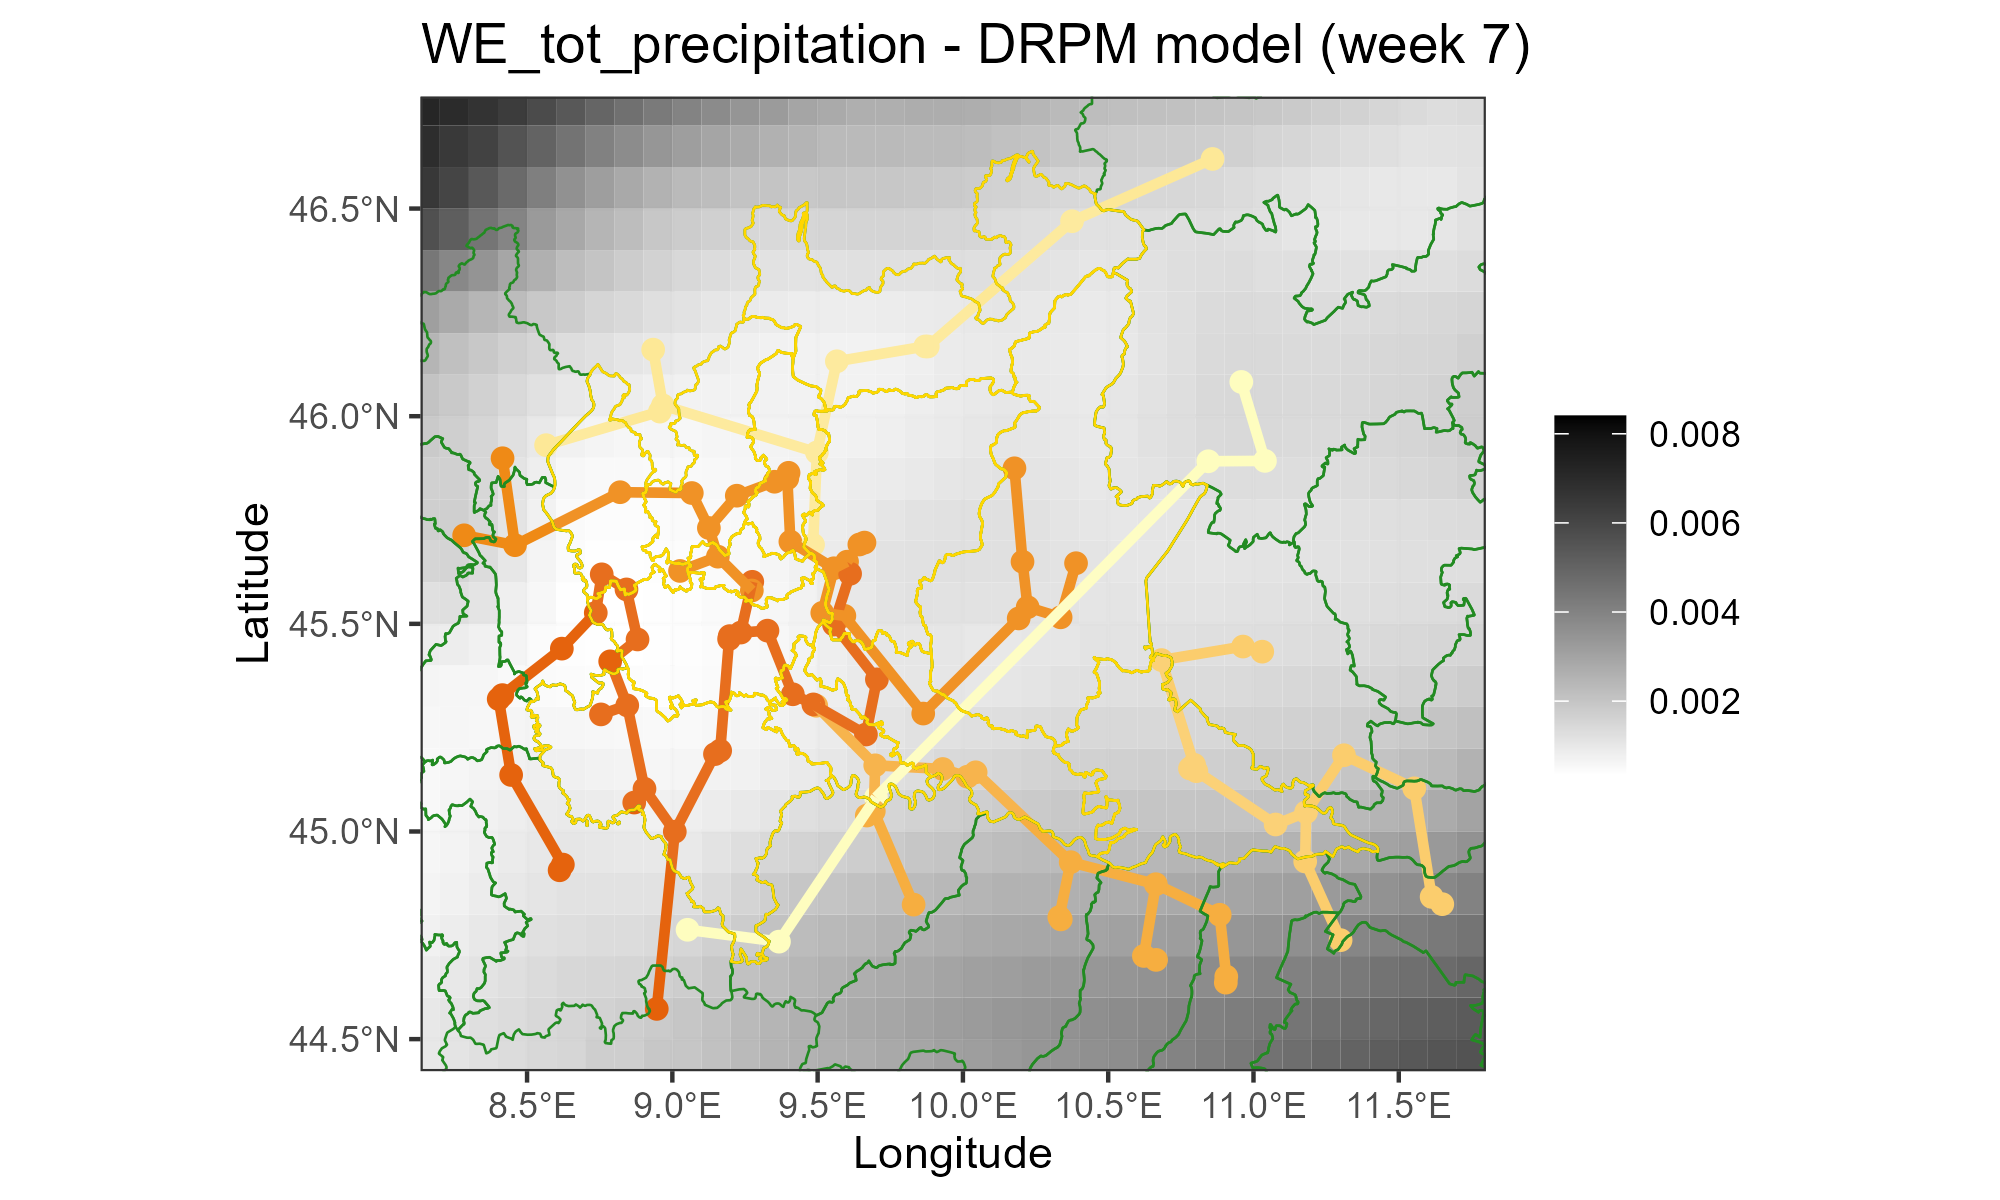 WE_tot_precipitation - DRPM model (week 7)
46.5°N
46.0°N
45.5°N
45.0°N
44.5°N
Latitude
8.5°E
9.0°E
9.5°E
10.0°E
10.5°E
11.0°E
11.5°E
Longitude
0.008
0.006
0.004
0.002